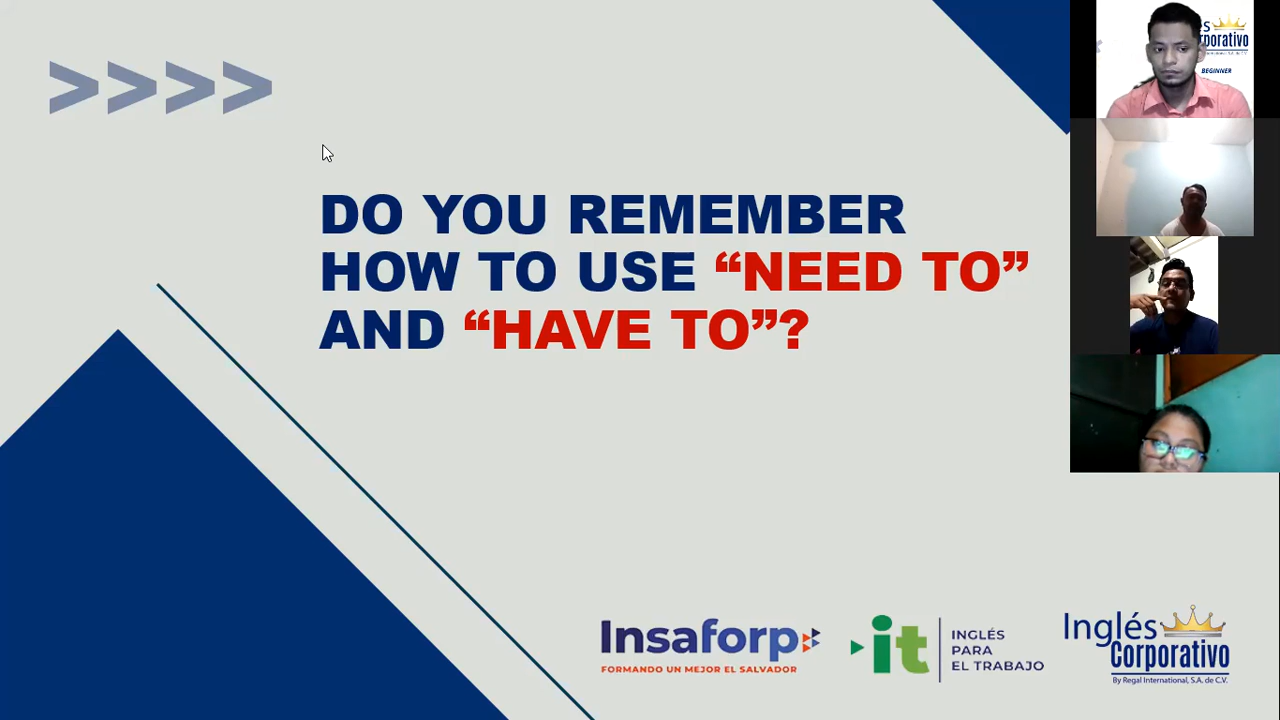 >>>>
DO YOU REMEMBER
HOW TO USE “NEED TO”
AND “HAVE TO”?
Insaforp
FORMANDO UN MEJOR EL SALVADOR
it
INGLÉS
PARA
EL TRABAJO
Inglés
Corporativo
By Regal International, S.A. de C.V.
BEGINNER